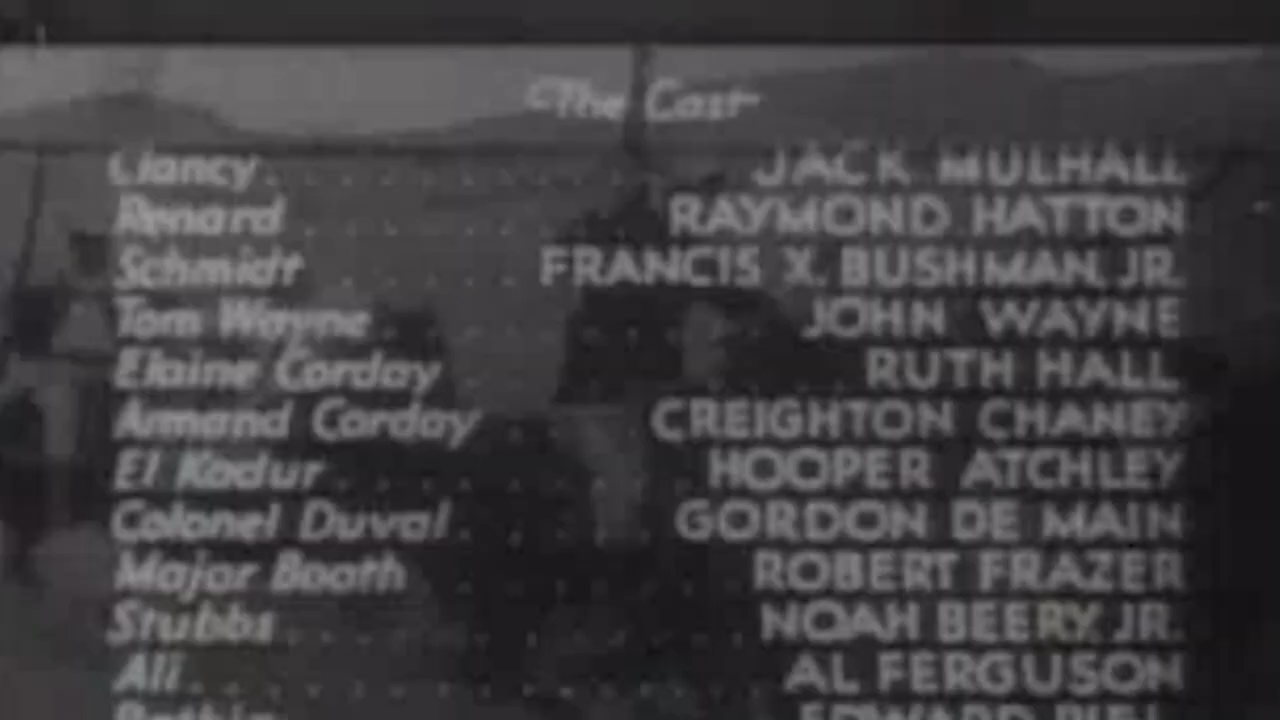 The Cast
Clancy . . . . . . . . . JACK MULHALL
Renard . . . . . . . . RAYMOND HATTON
Schmidt . . . . . FRANCIS X. BUSHMAN, JR.
Tom Wayne . . . . . . . . JOHN WAYNE
Elaine Corday . . . . . . . . RUTH HALL
Armand Corday . . . CREIGHTON CHANEY
El Kadur . . . . . . . HOOPER ATCHLEY
Colonel Duval . . . . GORDON DE MAIN
Major Booth . . . . . . ROBERT FRAZER
Stubbs . . . . . . . . . NOAH BEERY, JR.
Ali . . . . . . . . . . . . AL FERGUSON
EDWARD